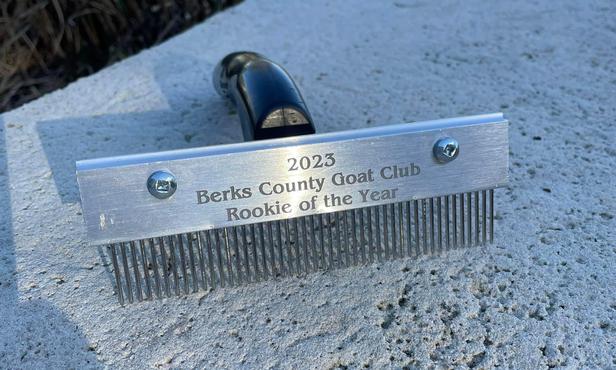 2023
Berks County Goat Club
Rookie of the Year